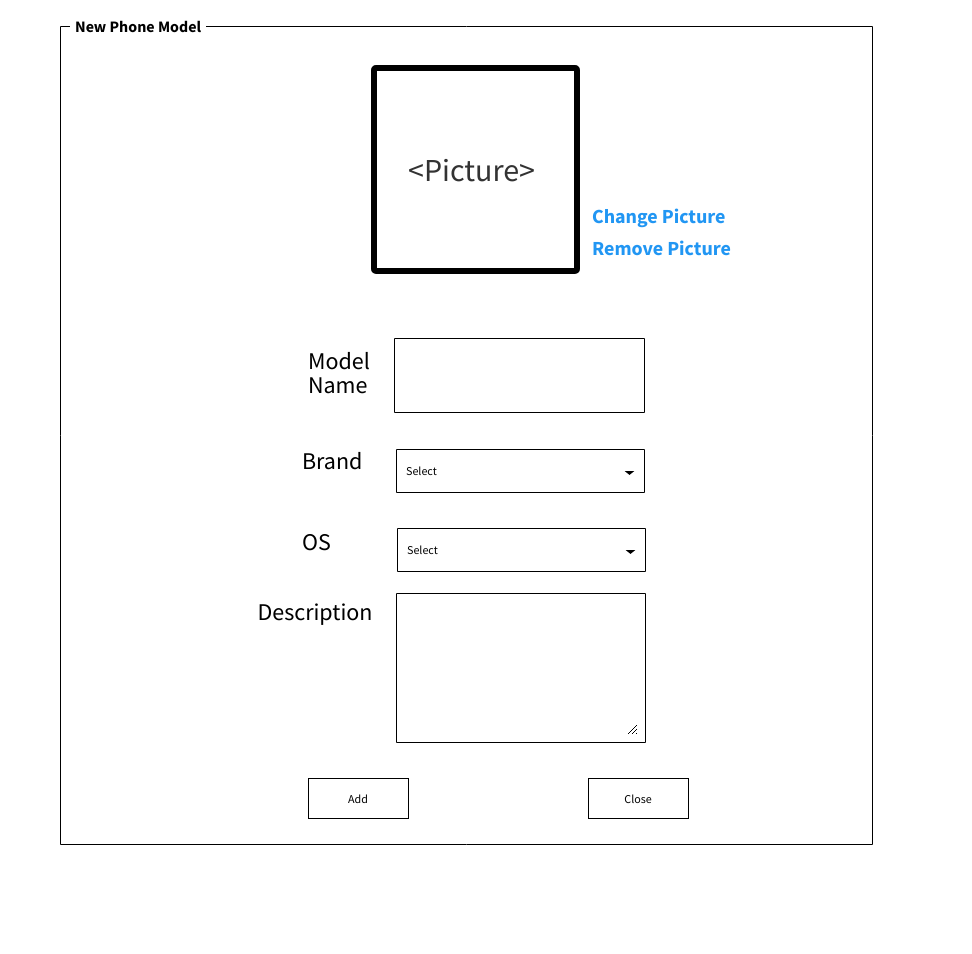 New Phone Model
<Picture>
Change Picture
Remove Picture
Model
Name
Brand
Select
OS
Select
Description
Add
Close